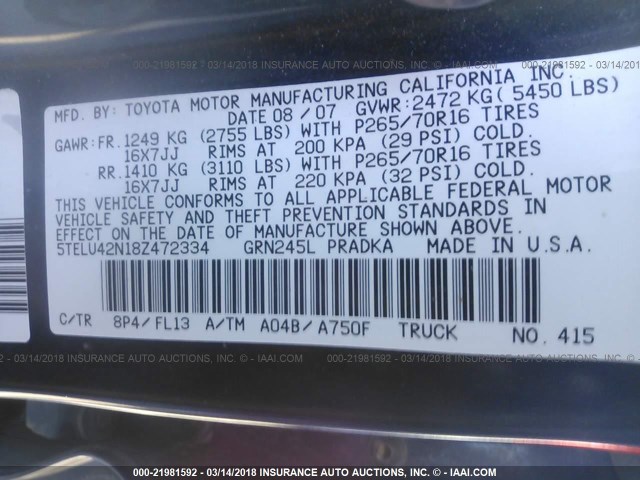 000-21981592 - 03/14/2018 INSURANCE AUTO AUCTIONS, INC. - © IAAI.COM
MFD. BY: TOYOTA MOTOR MANUFACTURING CALIFORNIA INC.
DATE 08 / 07 GVWR: 2472 KG ( 5450 LBS)
GAWR: FR. 1249 KG (2755 LBS) WITH P265/70R16 TIRES
16X7JJ RIMS AT 200 KPA (29 PSI) COLD.
RR. 1410 KG (3110 LBS) WITH P265/70R16 TIRES
16X7JJ RIMS AT 220 KPA (32 PSI) COLD.
THIS VEHICLE CONFORMS TO ALL APPLICABLE FEDERAL MOTOR
VEHICLE SAFETY AND THEFT PREVENTION STANDARDS IN
EFFECT ON THE DATE OF MANUFACTURE SHOWN ABOVE.
5TELU42N18Z472334 GRN245L PRADKA MADE IN U.S.A.
C/TR 8P4/FL13 A/TM A04B/A750F TRUCK NO. 415
000-21981592 - 03/14/2018 INSURANCE AUTO AUCTIONS, INC. - © IAAI.COM
000-21981592 - 03/14/2018 INSURANCE AUTO AUCTIONS, INC. - © IAAI.COM